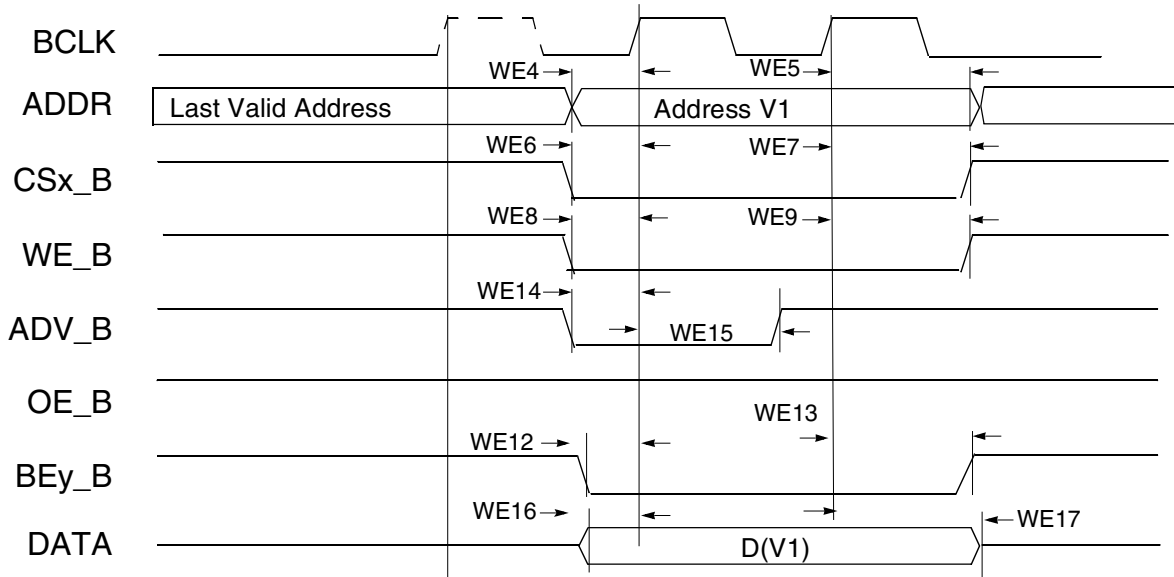 BCLK
WE4 WE5
ADDR Last Valid Address Address V1
WE6 WE7
CSx_B
WE8 WE9
WE_B
WE14
ADV_B WE15
OE_B
WE13
WE12
BEy_B
WE16 WE17
DATA D(V1)